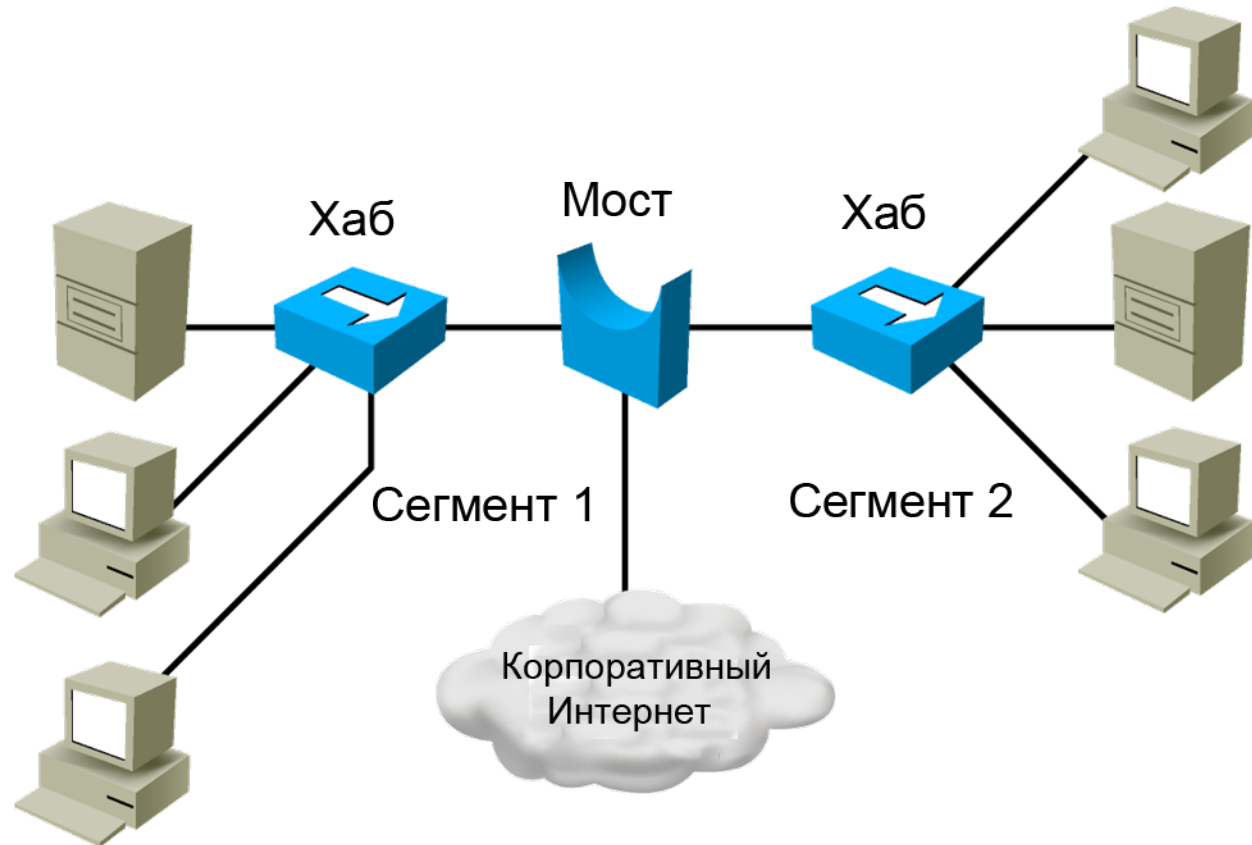 Хаб
Мост
Хаб
Сегмент 1
Сегмент 2
Корпоративный
Интернет